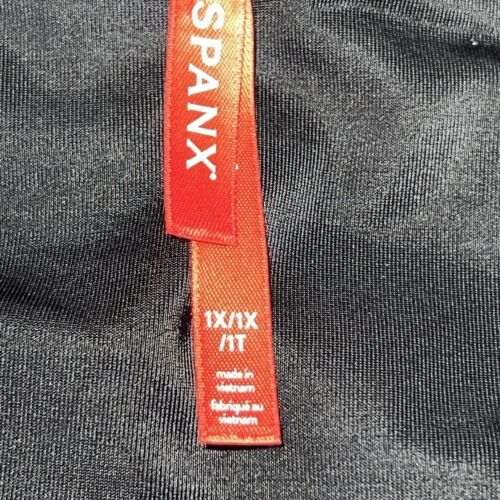 SPANX
1X/1X
/1T
made in
vietnam
fabriqué au
vietnam